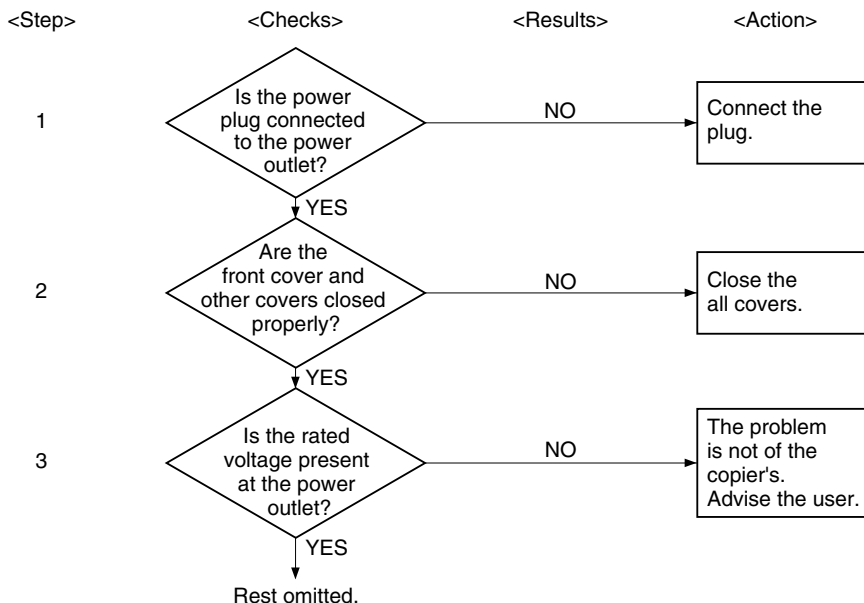 <Step>
<Checks>
<Results>
<Action>
1
Is the power
plug connected
to the power
outlet?
NO
Connect the
plug.
YES
2
Are the
front cover and
other covers closed
properly?
NO
Close the
all covers.
YES
3
Is the rated
voltage present
at the power
outlet?
NO
The problem
is not of the
copier's.
Advise the user.
YES
Rest omitted.